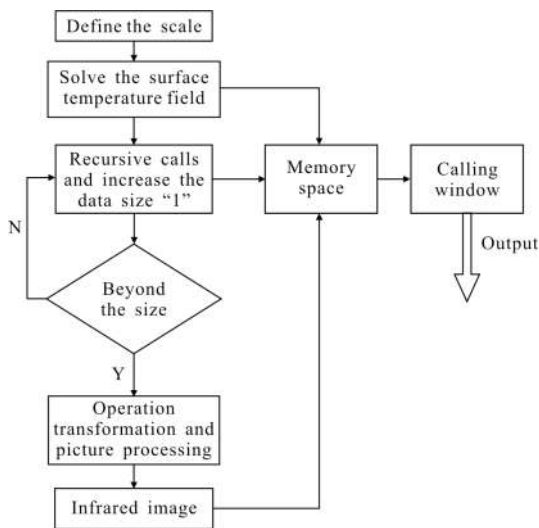 Define the scale
Solve the surface
temperature field
Recursive calls
and increase the
data size “1”
Memory
space
Calling
window
N
Output
Beyond
the size
Y
Operation
transformation and
picture processing
Infrared image